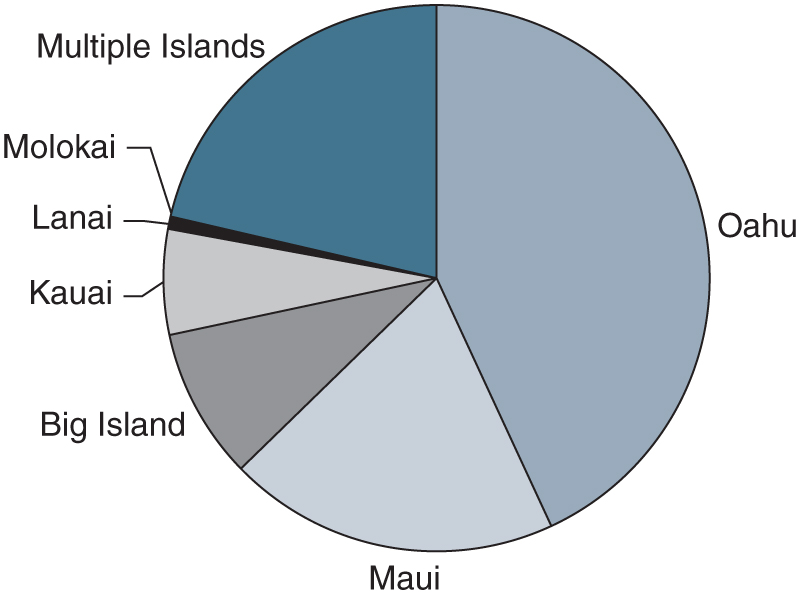 Multiple Islands
Molokai
Lanai
Oahu
Kauai
Big Island
Maui